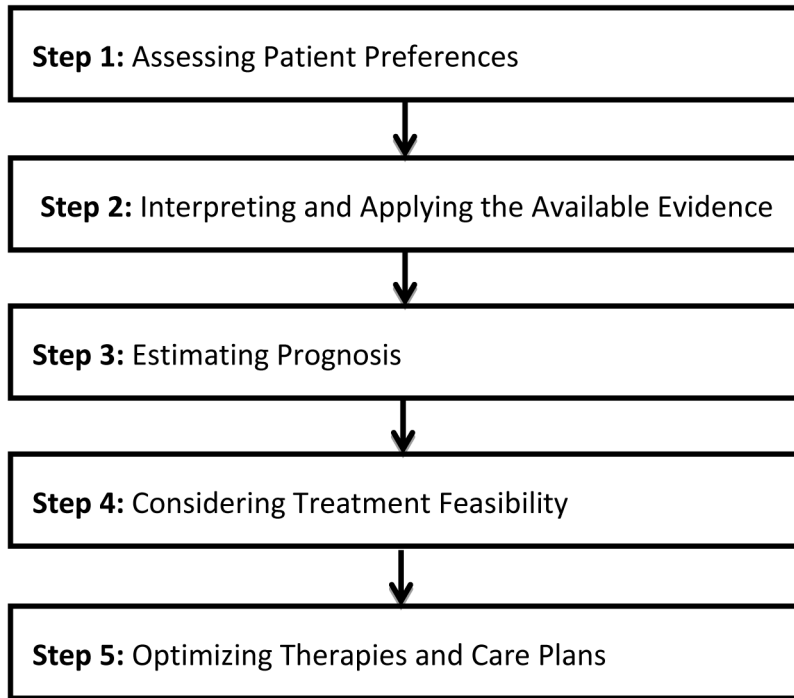 Step 1: Assessing Patient Preferences
Step 2: Interpreting and Applying the Available Evidence
Step 3: Estimating Prognosis
Step 4: Considering Treatment Feasibility
Step 5: Optimizing Therapies and Care Plans